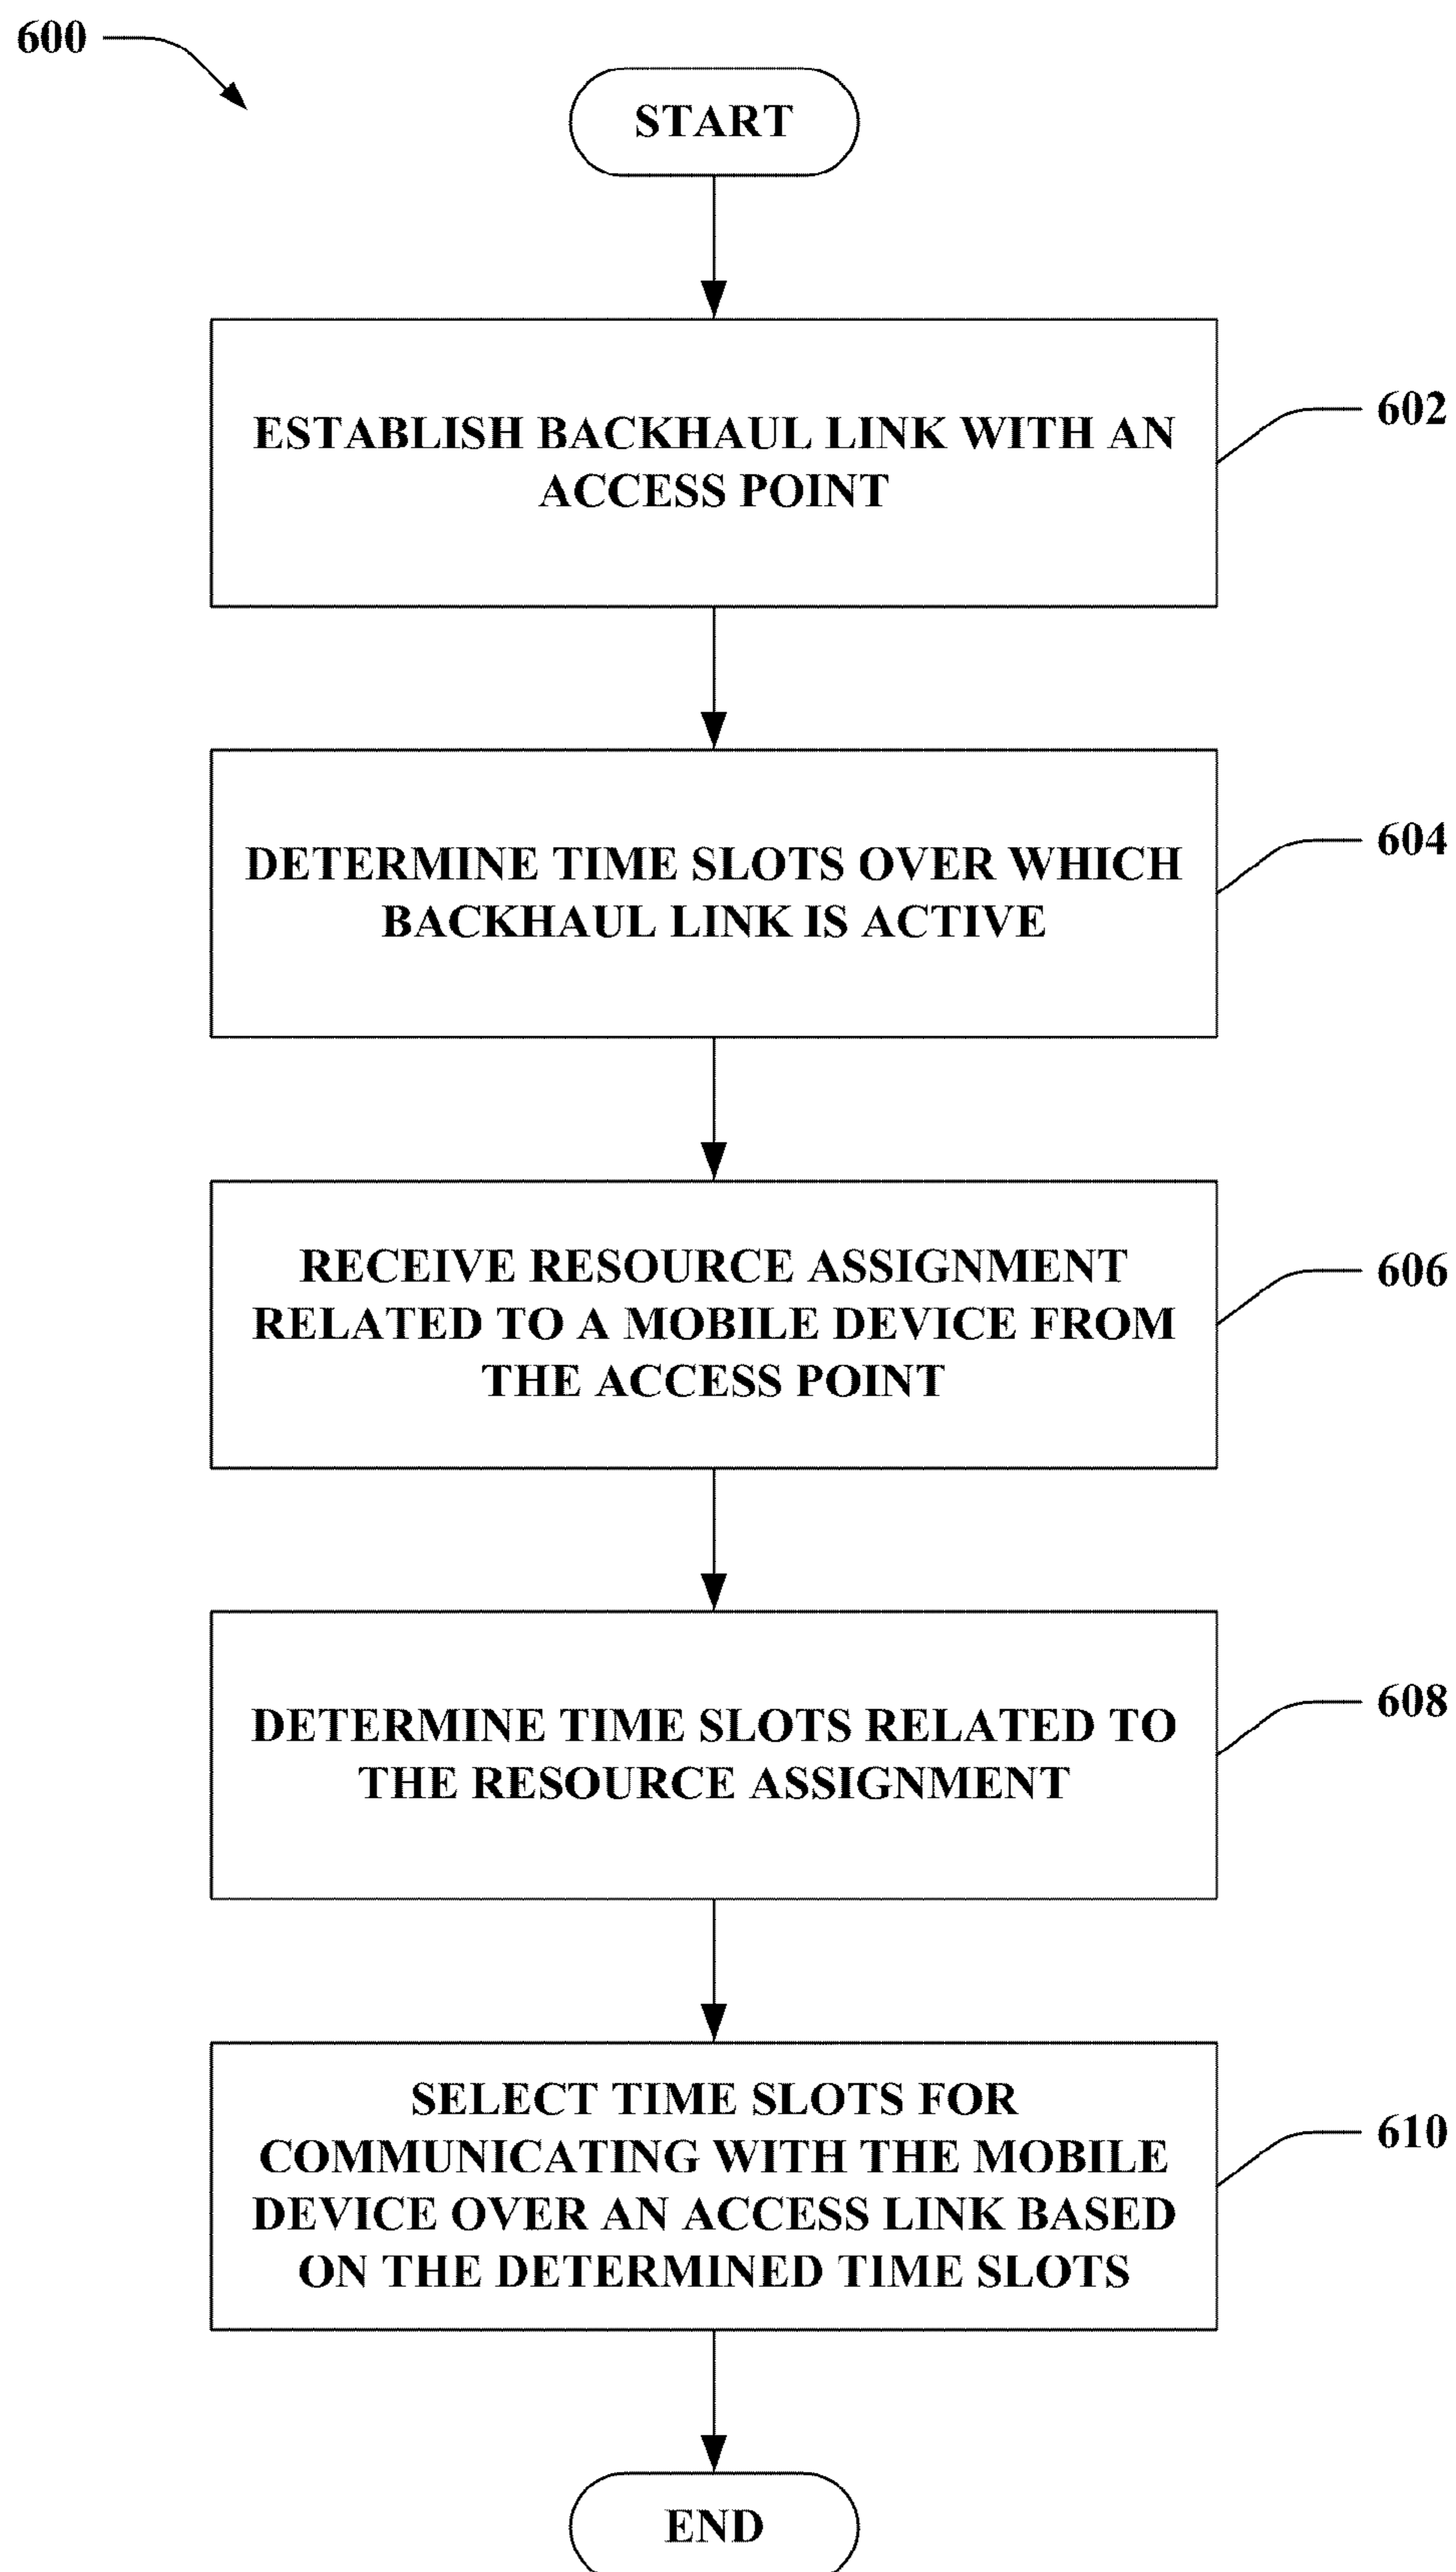 600
START
ESTABLISH BACKHAUL LINK WITH AN
ACCESS POINT
602
DETERMINE TIME SLOTS OVER WHICH
BACKHAUL LINK IS ACTIVE
604
RECEIVE RESOURCE ASSIGNMENT
RELATED TO A MOBILE DEVICE FROM
THE ACCESS POINT
606
DETERMINE TIME SLOTS RELATED TO
THE RESOURCE ASSIGNMENT
608
SELECT TIME SLOTS FOR
COMMUNICATING WITH THE MOBILE
DEVICE OVER AN ACCESS LINK BASED
ON THE DETERMINED TIME SLOTS
610
END